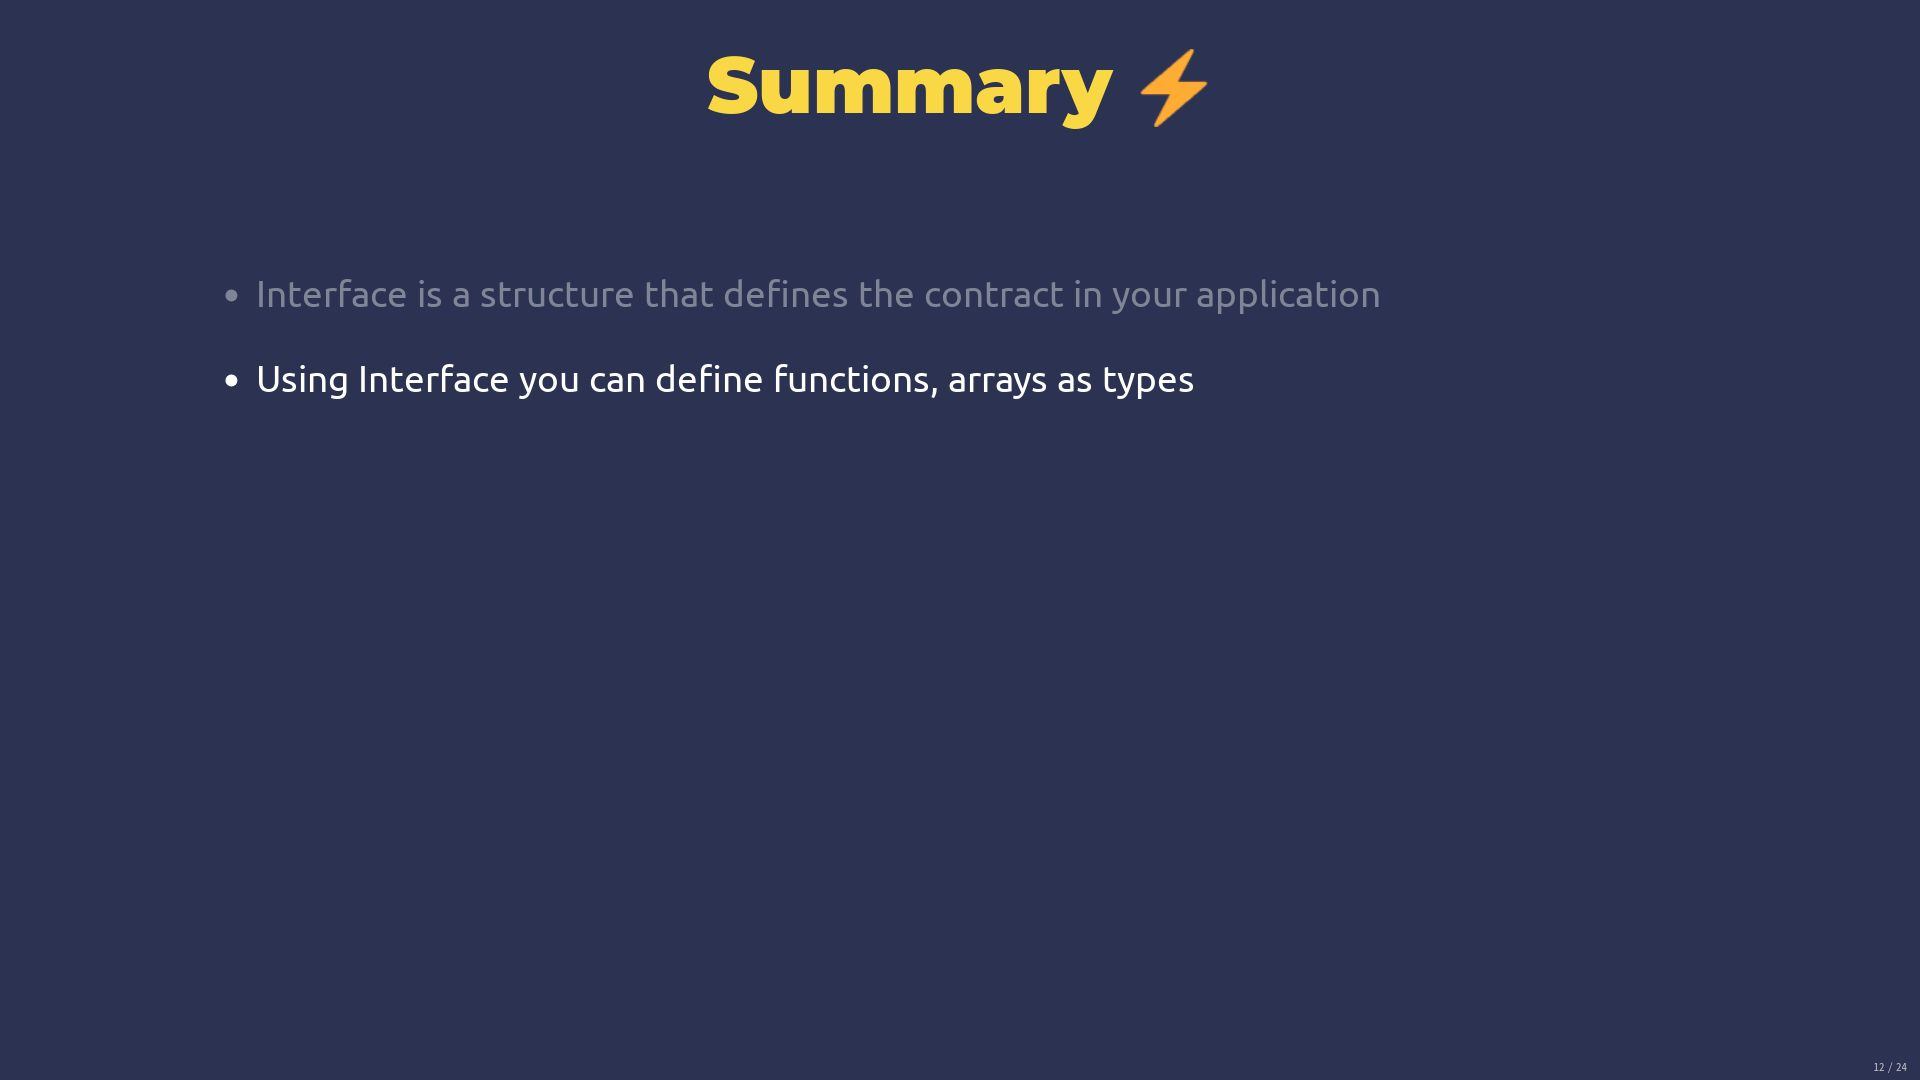 Summary ⚡
• Interface is a structure that defines the contract in your application
• Using Interface you can define functions, arrays as types
12 / 24